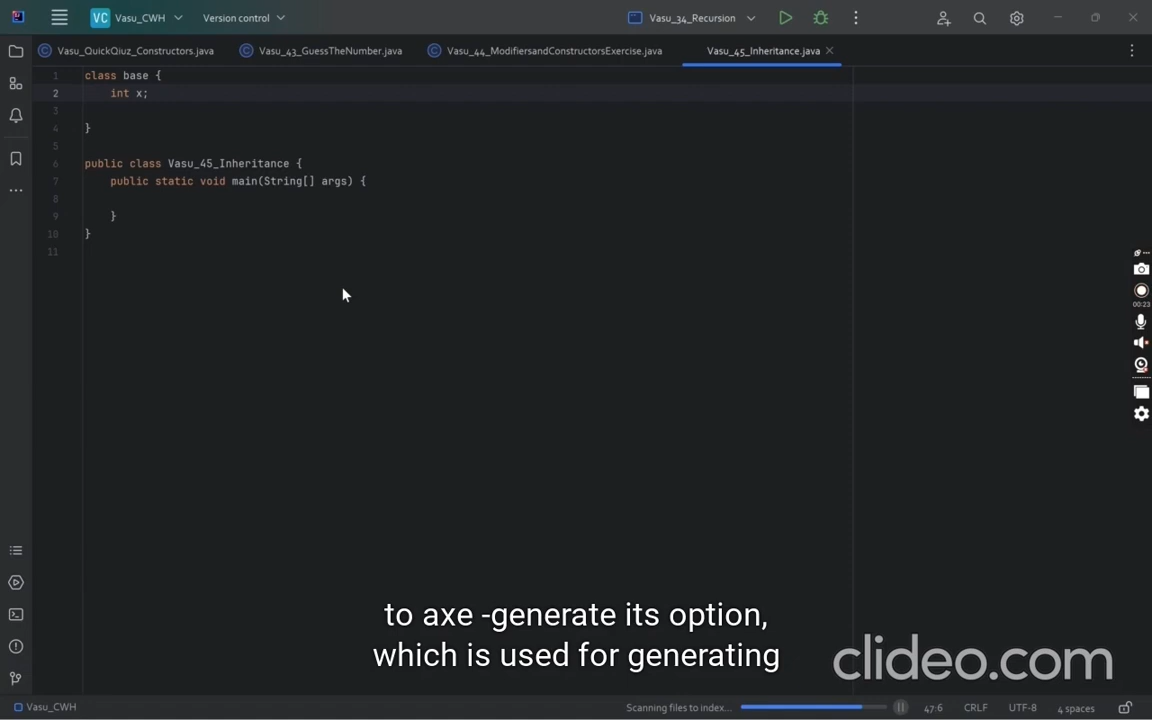 VC Vasu_CWH Version control Vasu_34_Recursion
Vasu_QuickQiuz_Constructors.java Vasu_43_GuessTheNumber.java Vasu_44_ModifiersandConstructorsExercise.java Vasu_45_Inheritance.java
1 class base {
2 int x;
3
4 }
5
6 public class Vasu_45_Inheritance {
7 public static void main(String[] args) {
8
9 }
10 }
11
00:23
to axe -generate its option,
which is used for generating
clideo.com
Vasu_CWH Scanning files to index... 47:6 CRLF UTF-8 4 spaces